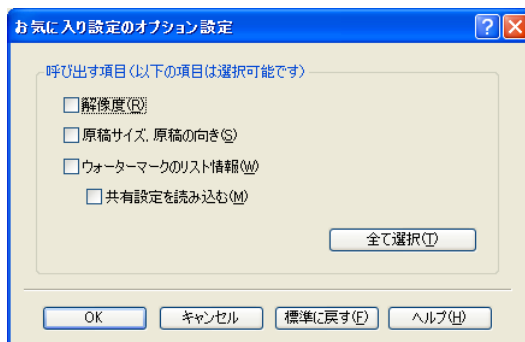 お気に入り設定のオプション設定
呼び出す項目(以下の項目は選択可能です)
解像度(R)
原稿サイズ、原稿の向き(S)
ウォーターマークのリスト情報(W)
共有設定を読み込む(M)
全て選択(T)
OK キャンセル 標準に戻す(F) ヘルプ(H)